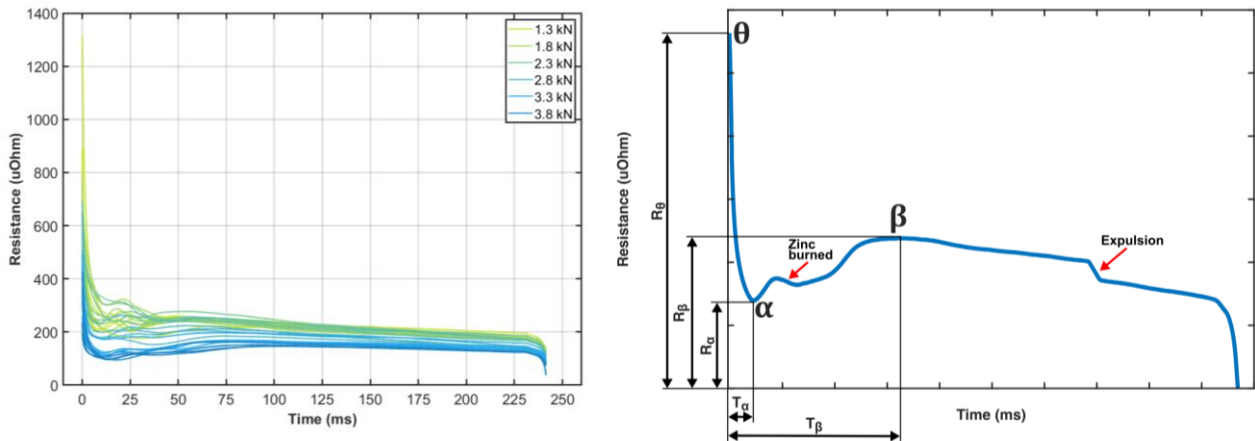 1400
1200
1000
800
600
400
200
0
Resistance (uOhm)
0 25 50 75 100 125 150 175 200 225 250
Time (ms)
1.3 kN
1.8 kN
2.3 kN
2.8 kN
3.3 kN
3.8 kN
Resistance (uOhm)
θ
β
Zinc
burned
Expulsion
α
Rθ
Rβ
Rα
Tα
Tβ
Time (ms)